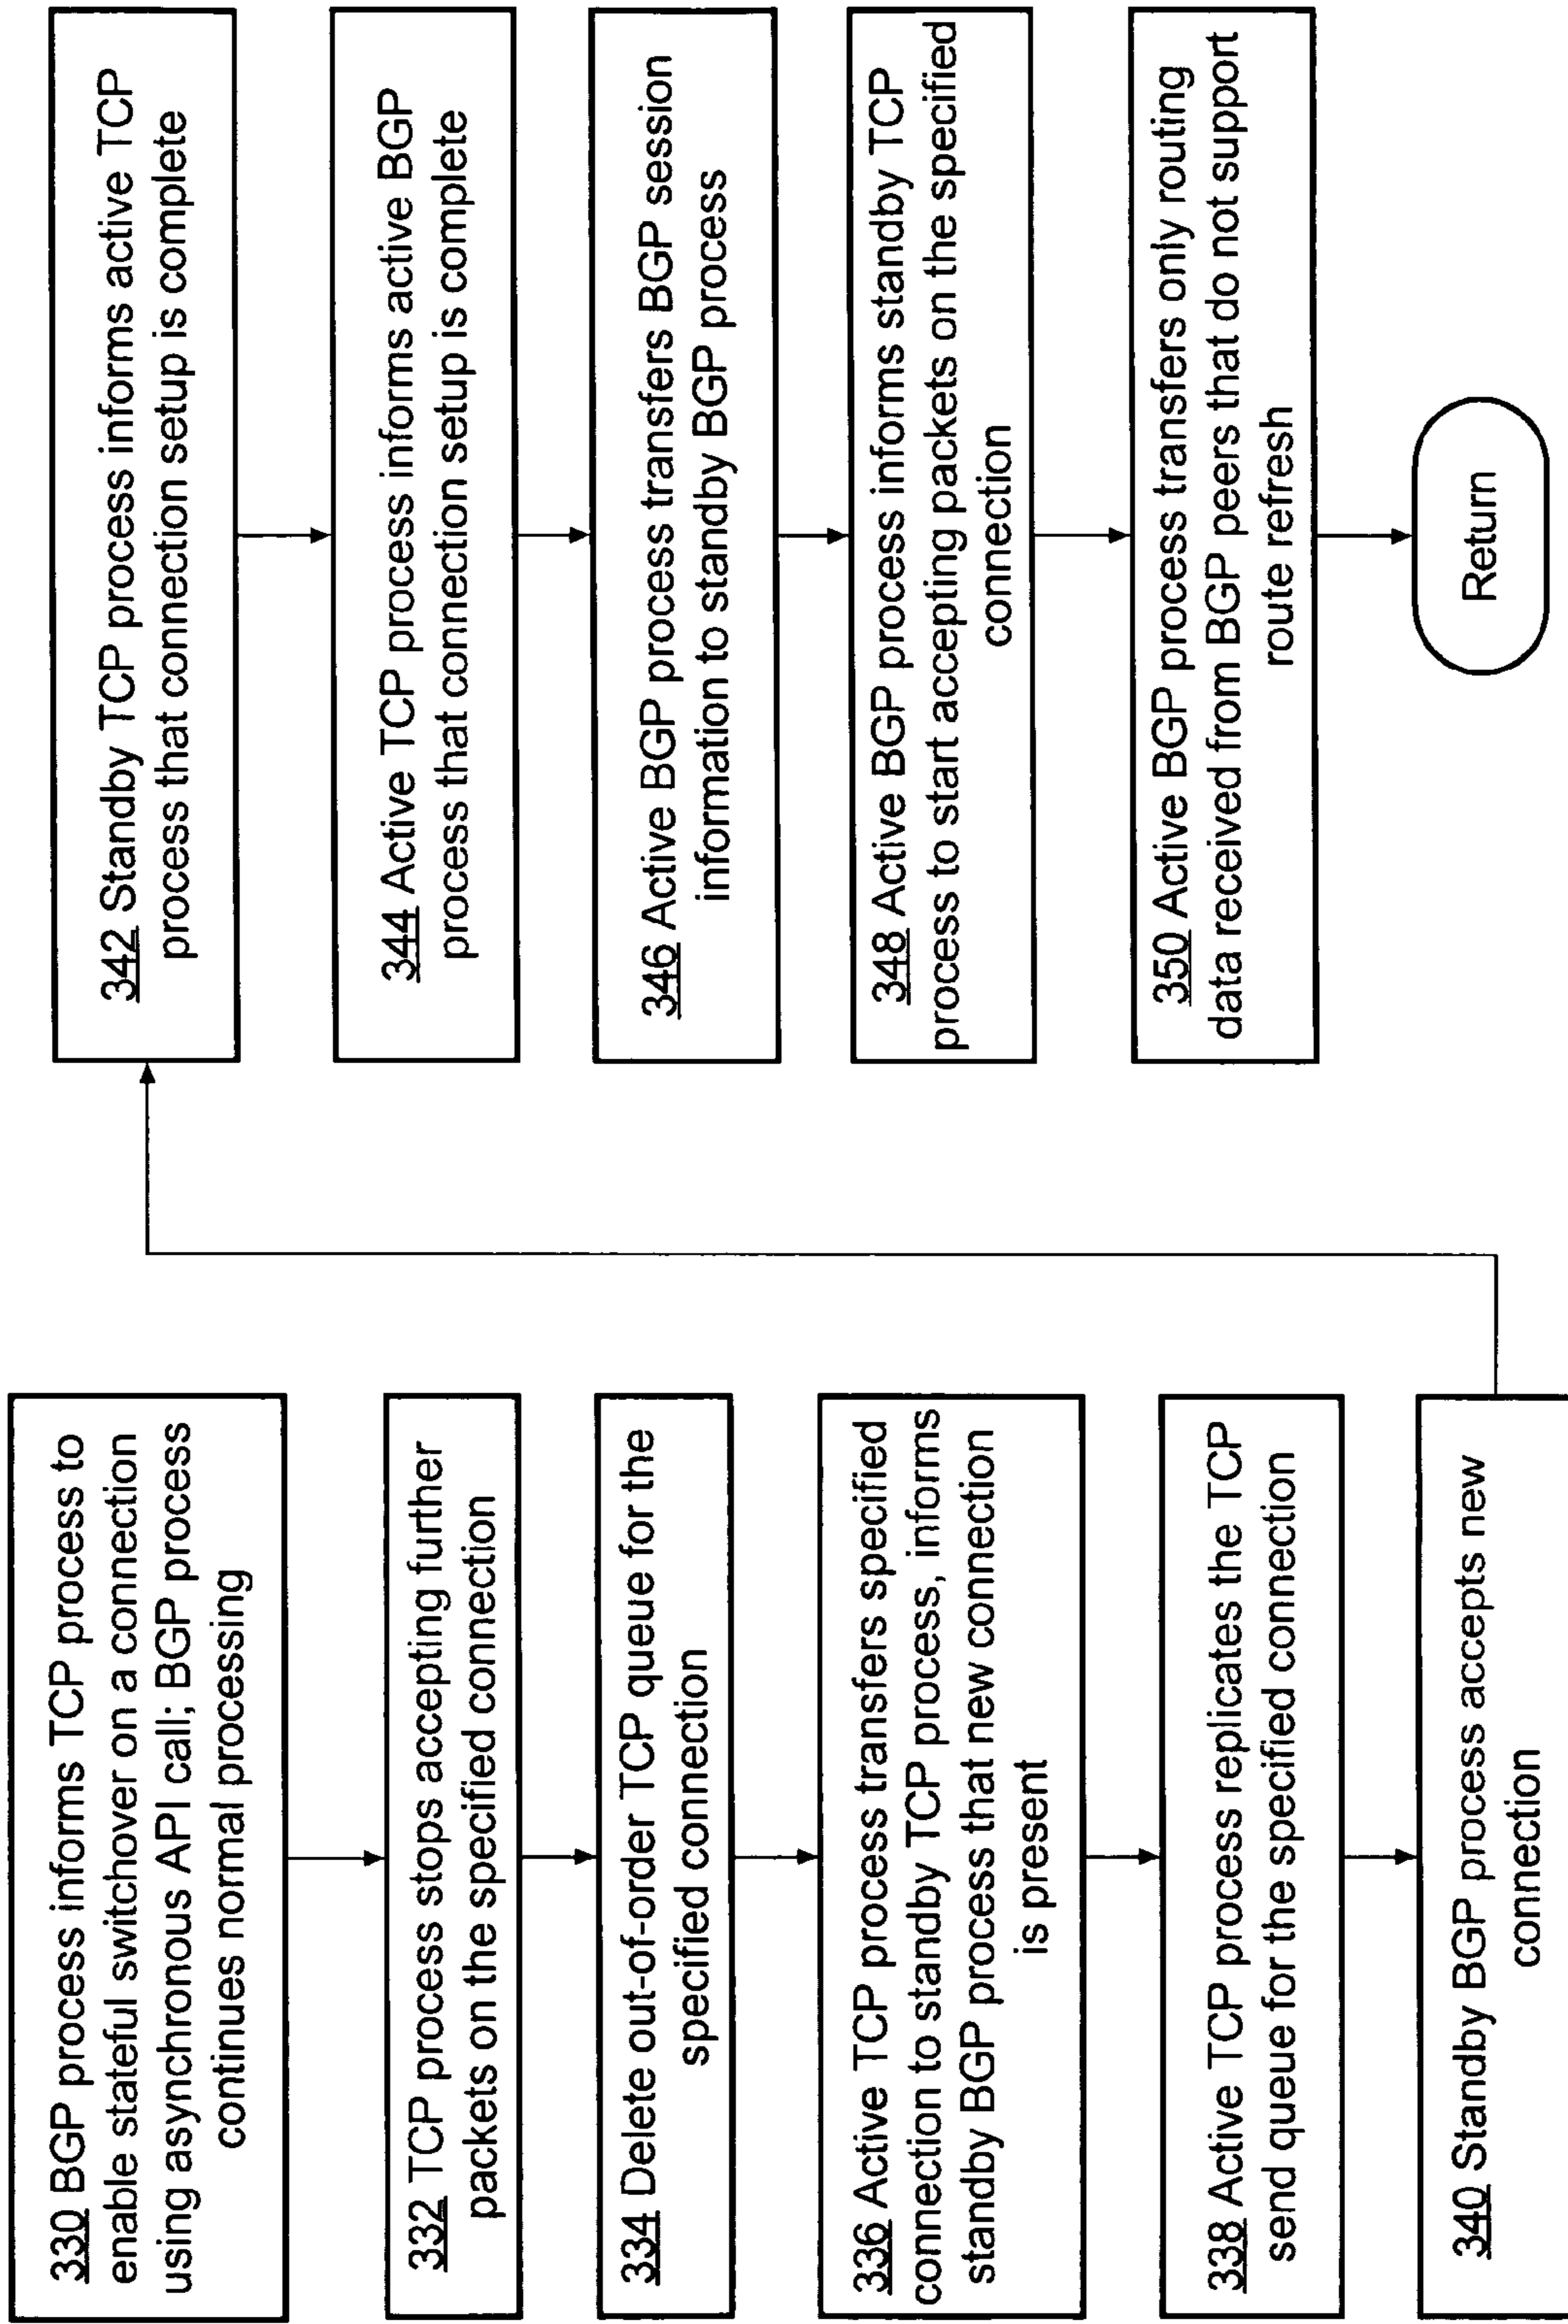 330 BGP process informs TCP process to
enable stateful switchover on a connection
using asynchronous API call; BGP process
continues normal processing
332 TCP process stops accepting further
packets on the specified connection
334 Delete out-of-order TCP queue for the
specified connection
336 Active TCP process transfers specified
connection to standby TCP process, informs
standby BGP process that new connection
is present
338 Active TCP process replicates the TCP
send queue for the specified connection
340 Standby BGP process accepts new
connection
342 Standby TCP process informs active TCP
process that connection setup is complete
344 Active TCP process informs active BGP
process that connection setup is complete
346 Active BGP process transfers BGP session
information to standby BGP process
348 Active BGP process informs standby TCP
process to start accepting packets on the specified
connection
350 Active BGP process transfers only routing
data received from BGP peers that do not support
route refresh
Return